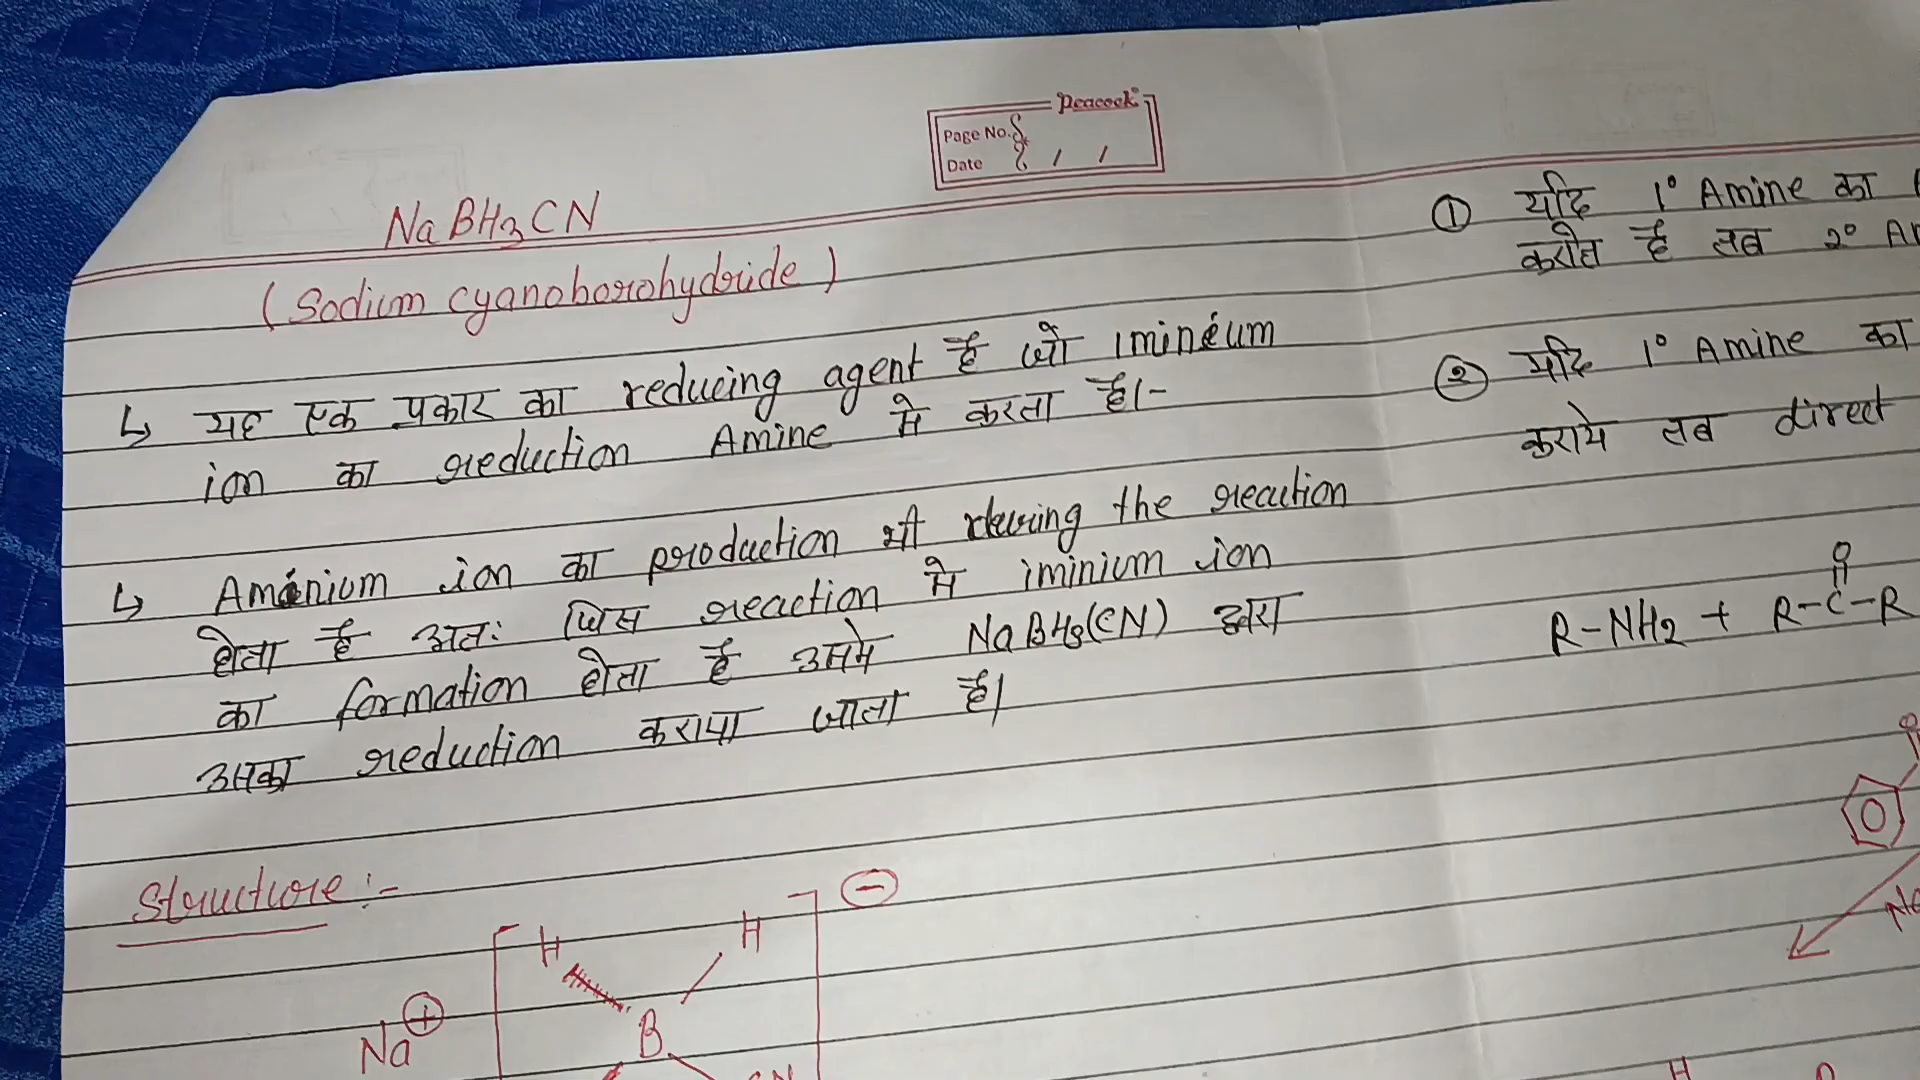 Peacock
Page No.
Date / /
NaBH3CN
(Sodium cyanoborohydride)
↳ यह एक प्रकार का reducing agent है जो iminium
ion का reduction Amine मे करता है।-
↳ Aminium ion का production भी during the reaction
होता है अतः जिस reaction मे iminium ion
का formation होता है उसमे NaBH3(CN) द्वारा
उसका reduction कराया जाता है।
Structure :-
⊖
H H
Na ⊕
B
CN
① यदि 1° Amine का
करोते है तब 2°
② यदि 1° Amine का
कराये तब direct
O
R-NH2 + R-C-R
O